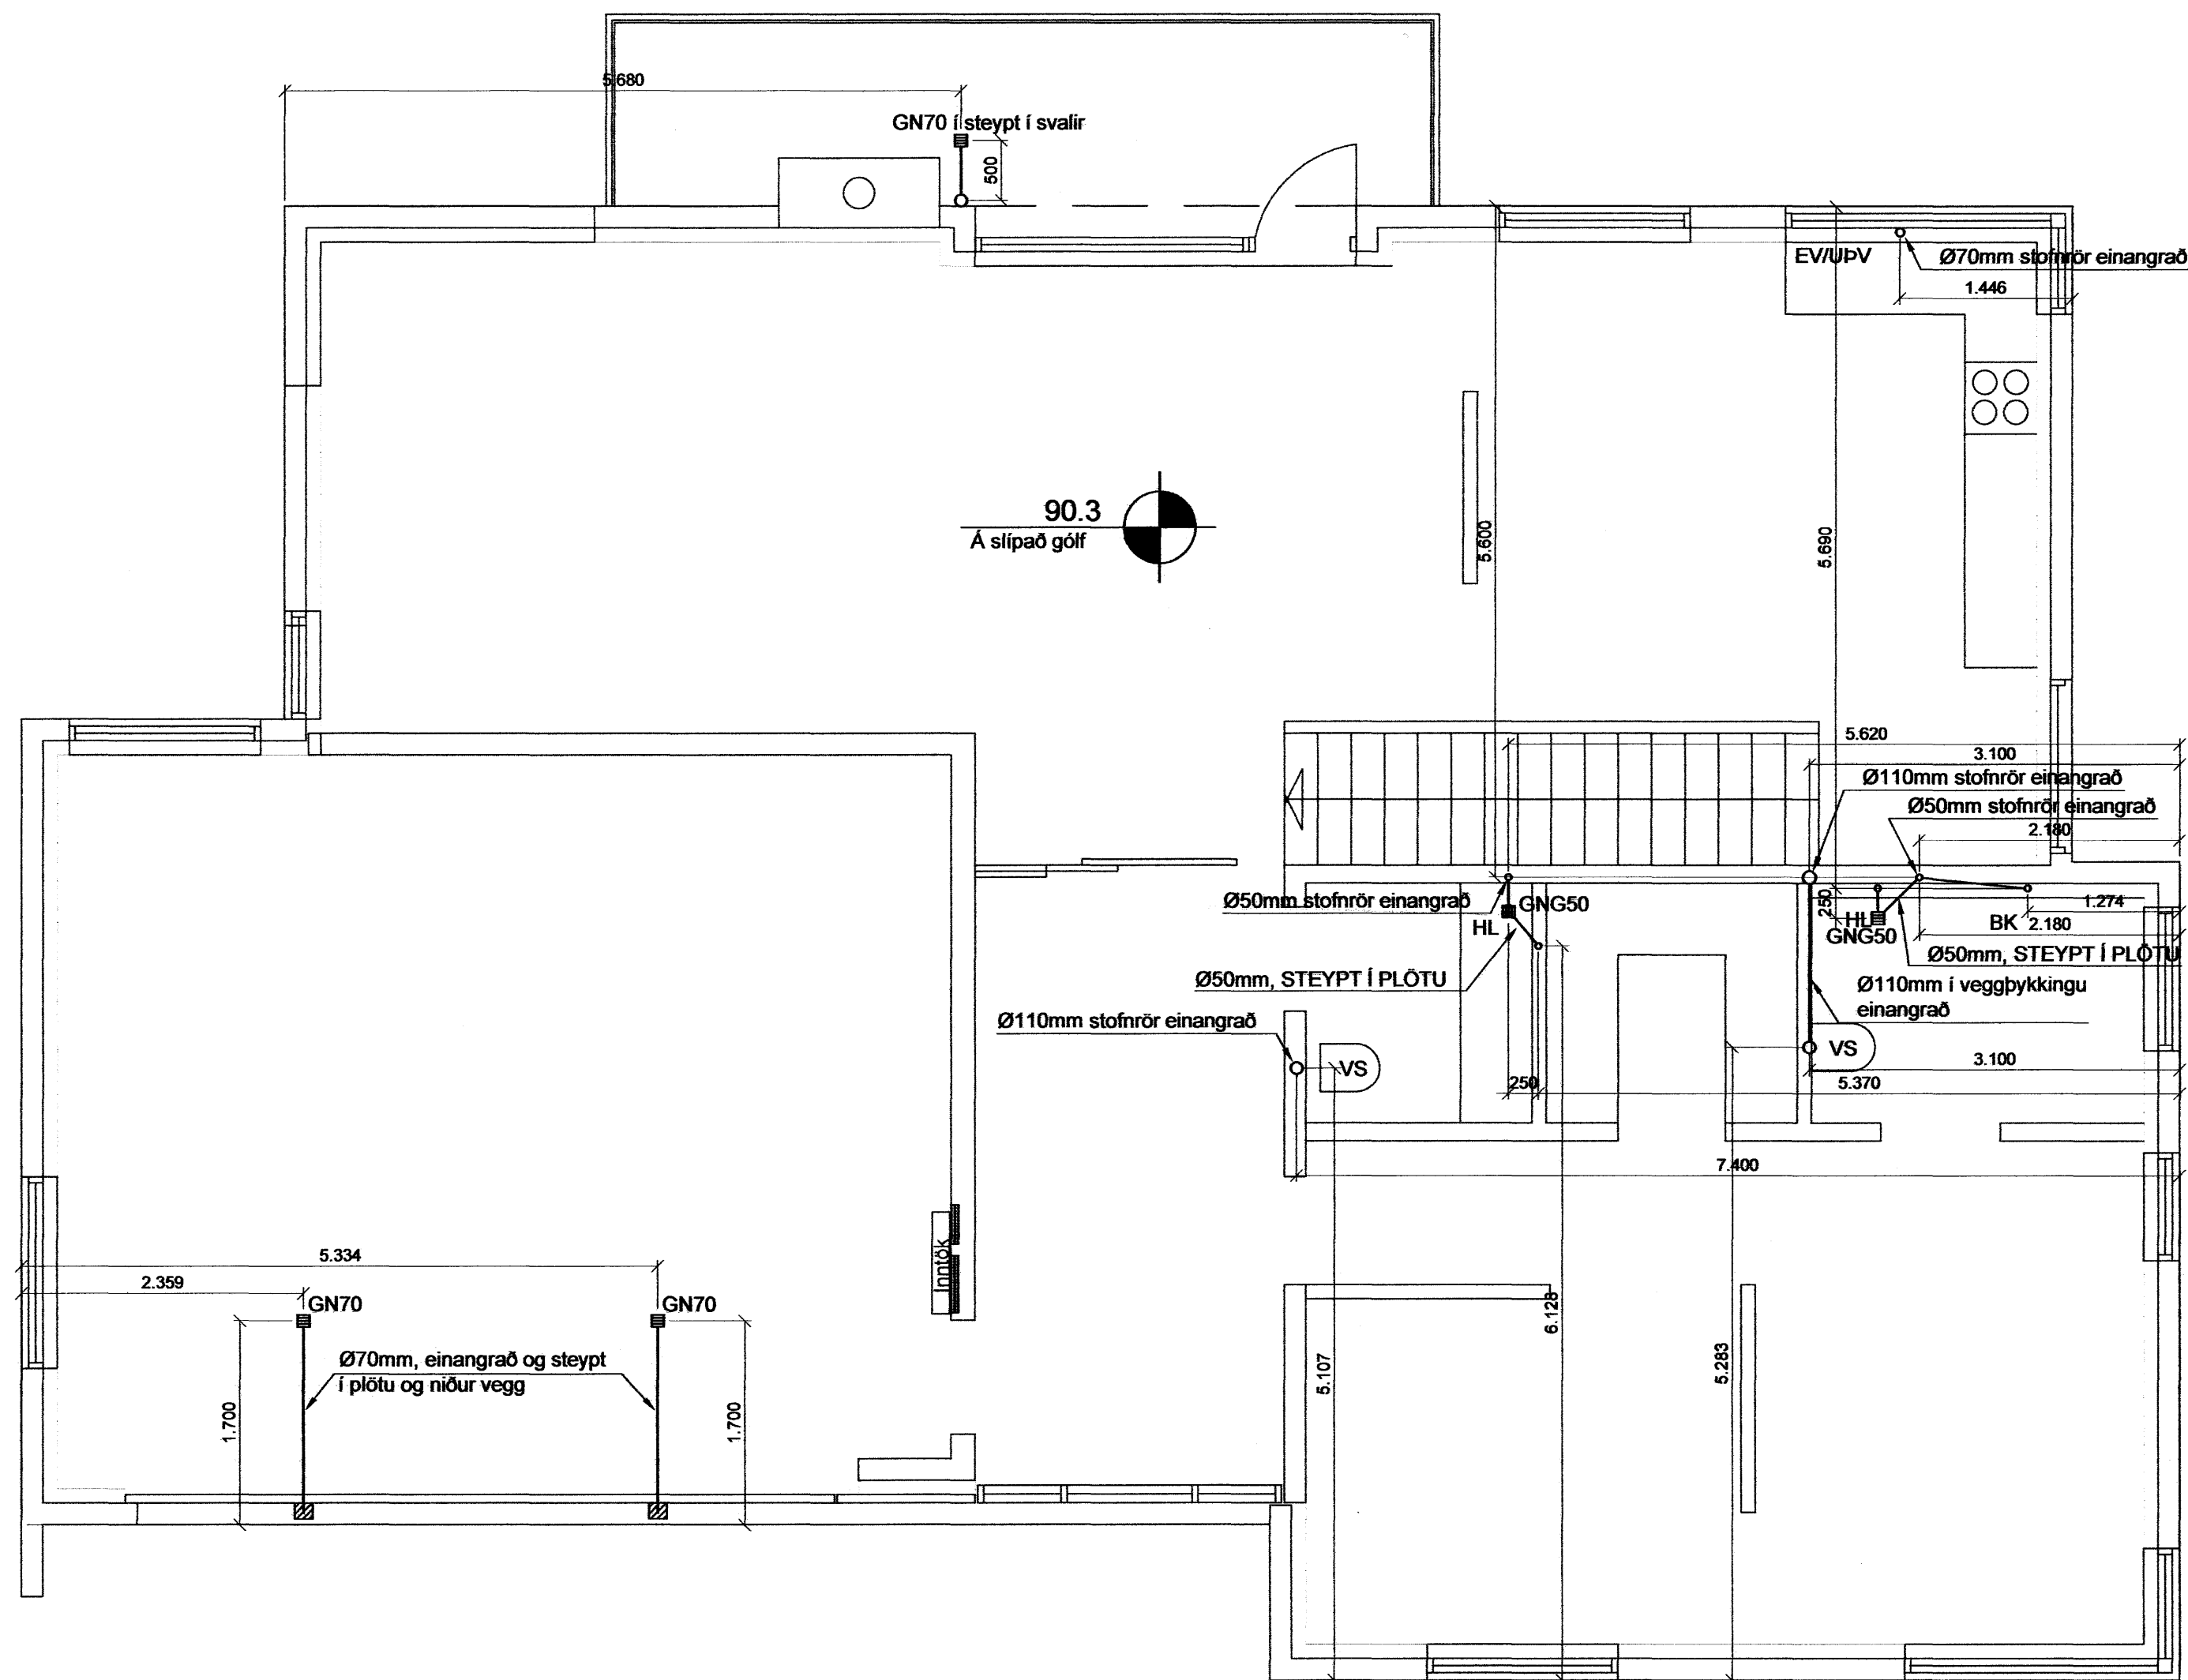 5.680
GN70 í steypt í svalir
500
EV/UÞV
Ø70mm stofnrör einangrað
1.446
90.3
Á slípað gólf
5.600
5.690
5.620
3.100
Ø110mm stofnrör einangrað
Ø50mm stofnrör einangrað
2.180
Ø50mm stofnrör einangrað
GNG50
HL
250
HL
GNG50
1.274
BK
2.180
Ø50mm, STEYPT Í PLÖTU
Ø50mm, STEYPT Í PLÖTU
Ø110mm í veggþykkingu
einangrað
Ø110mm stofnrör einangrað
VS
VS
3.100
250
5.370
7.400
Inntök
5.334
2.359
GN70
GN70
Ø70mm, einangrað og steypt
í plötu og niður vegg
1.700
1.700
5.107
6.128
5.283